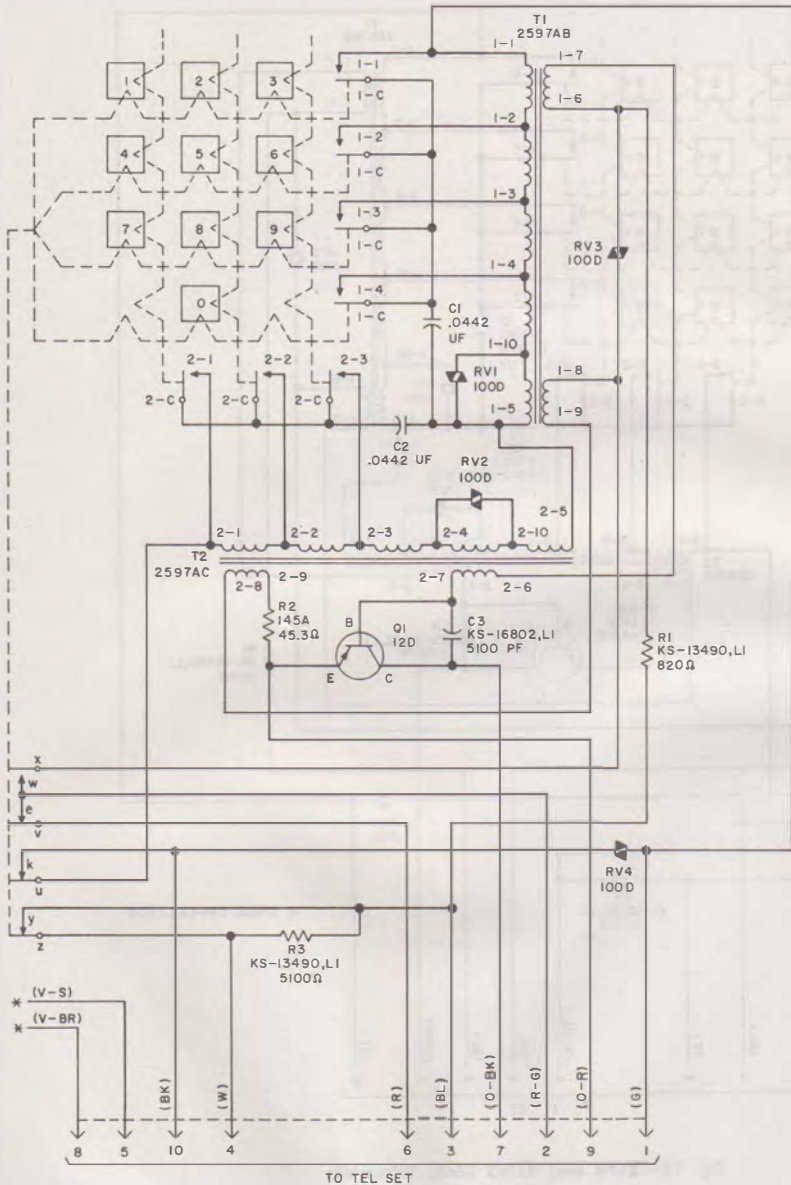 T1
2597AB
1-1
1-7
1-6
1 2 3
1-1
1-C
1-2
4 5 6
1-2
1-C
1-3
7 8 9
1-3
1-C
RV3
100D
1-4
0
1-4
1-C
C1
.0442
UF
1-10
2-1 2-2 2-3
RV1
100D
1-8
2-C 2-C 2-C
1-5
1-9
C2
.0442 UF
RV2
100D
2-5
2-1 2-2 2-3 2-4 2-10
T2
2597AC
2-8
2-9
2-7
2-6
R2
145A
45.3Ω
B
Q1
12D
E
C
C3
KS-16802,L1
5100 PF
R1
KS-13490,L1
820Ω
x
w
e
v
k
u
RV4
100D
y
z
R3
KS-13490,L1
5100Ω
* (V-S)
* (V-BR)
(BK) (W) (R) (BL) (O-BK) (R-G) (O-R) (G)
8 5 10 4 6 3 7 2 9 1
TO TEL SET